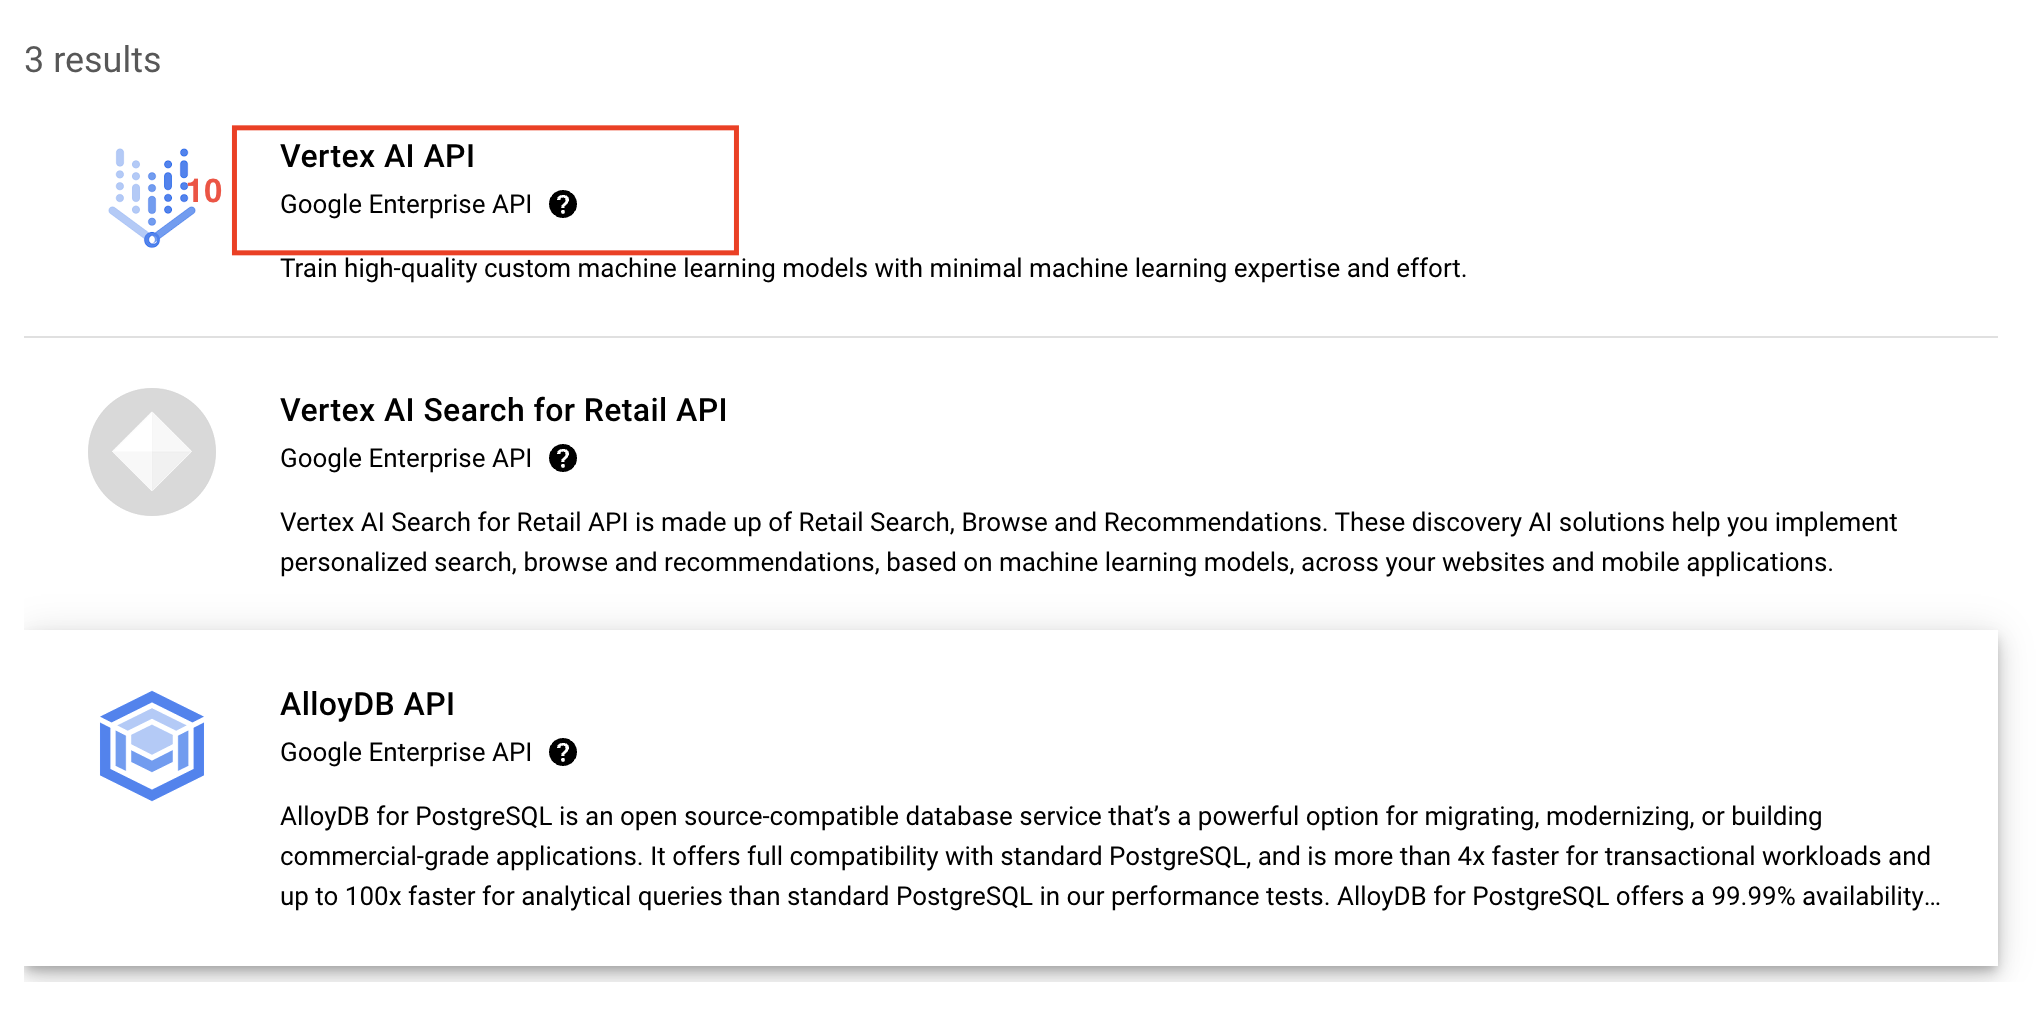 3 results
10
Vertex AI API
Google Enterprise API ?
Train high-quality custom machine learning models with minimal machine learning expertise and effort.
Vertex AI Search for Retail API
Google Enterprise API ?
Vertex AI Search for Retail API is made up of Retail Search, Browse and Recommendations. These discovery AI solutions help you implement
personalized search, browse and recommendations, based on machine learning models, across your websites and mobile applications.
AlloyDB API
Google Enterprise API ?
AlloyDB for PostgreSQL is an open source-compatible database service that’s a powerful option for migrating, modernizing, or building
commercial-grade applications. It offers full compatibility with standard PostgreSQL, and is more than 4x faster for transactional workloads and
up to 100x faster for analytical queries than standard PostgreSQL in our performance tests. AlloyDB for PostgreSQL offers a 99.99% availability…